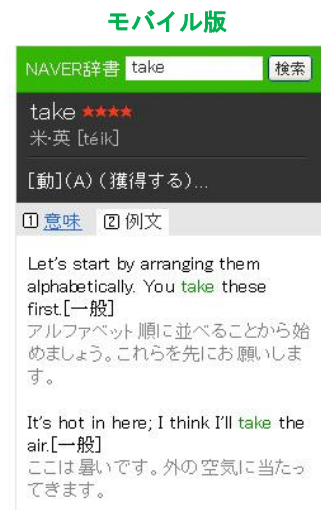 モバイル版
NAVER辞書 take 検索
take ★★★★
米·英 [téik]
[動](A) (獲得する)...
1 意味 2 例文
Let's start by arranging them
alphabetically. You take these
first.[一般]
アルファベット順に並べることから始
めましょう。これらを先にお願いしま
す。
It's hot in here; I think I'll take the
air.[一般]
ここは暑いです。外の空気に当たっ
てきます。